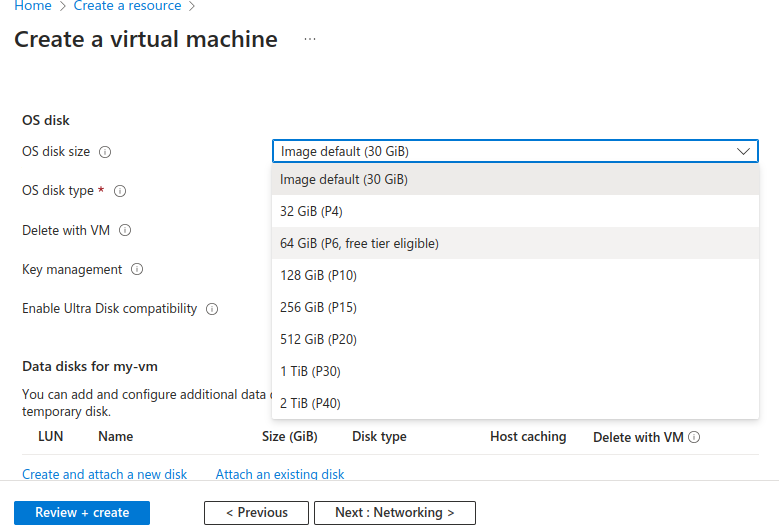 Home > Create a resource >
Create a virtual machine ...
OS disk
OS disk size
Image default (30 GiB)
Image default (30 GiB)
OS disk type *
32 GiB (P4)
Delete with VM
64 GiB (P6, free tier eligible)
Key management
128 GiB (P10)
Enable Ultra Disk compatibility
256 GiB (P15)
512 GiB (P20)
Data disks for my-vm
1 TiB (P30)
You can add and configure additional data
temporary disk.
2 TiB (P40)
LUN Name Size (GiB) Disk type Host caching Delete with VM
Create and attach a new disk Attach an existing disk
Review + create < Previous Next : Networking >